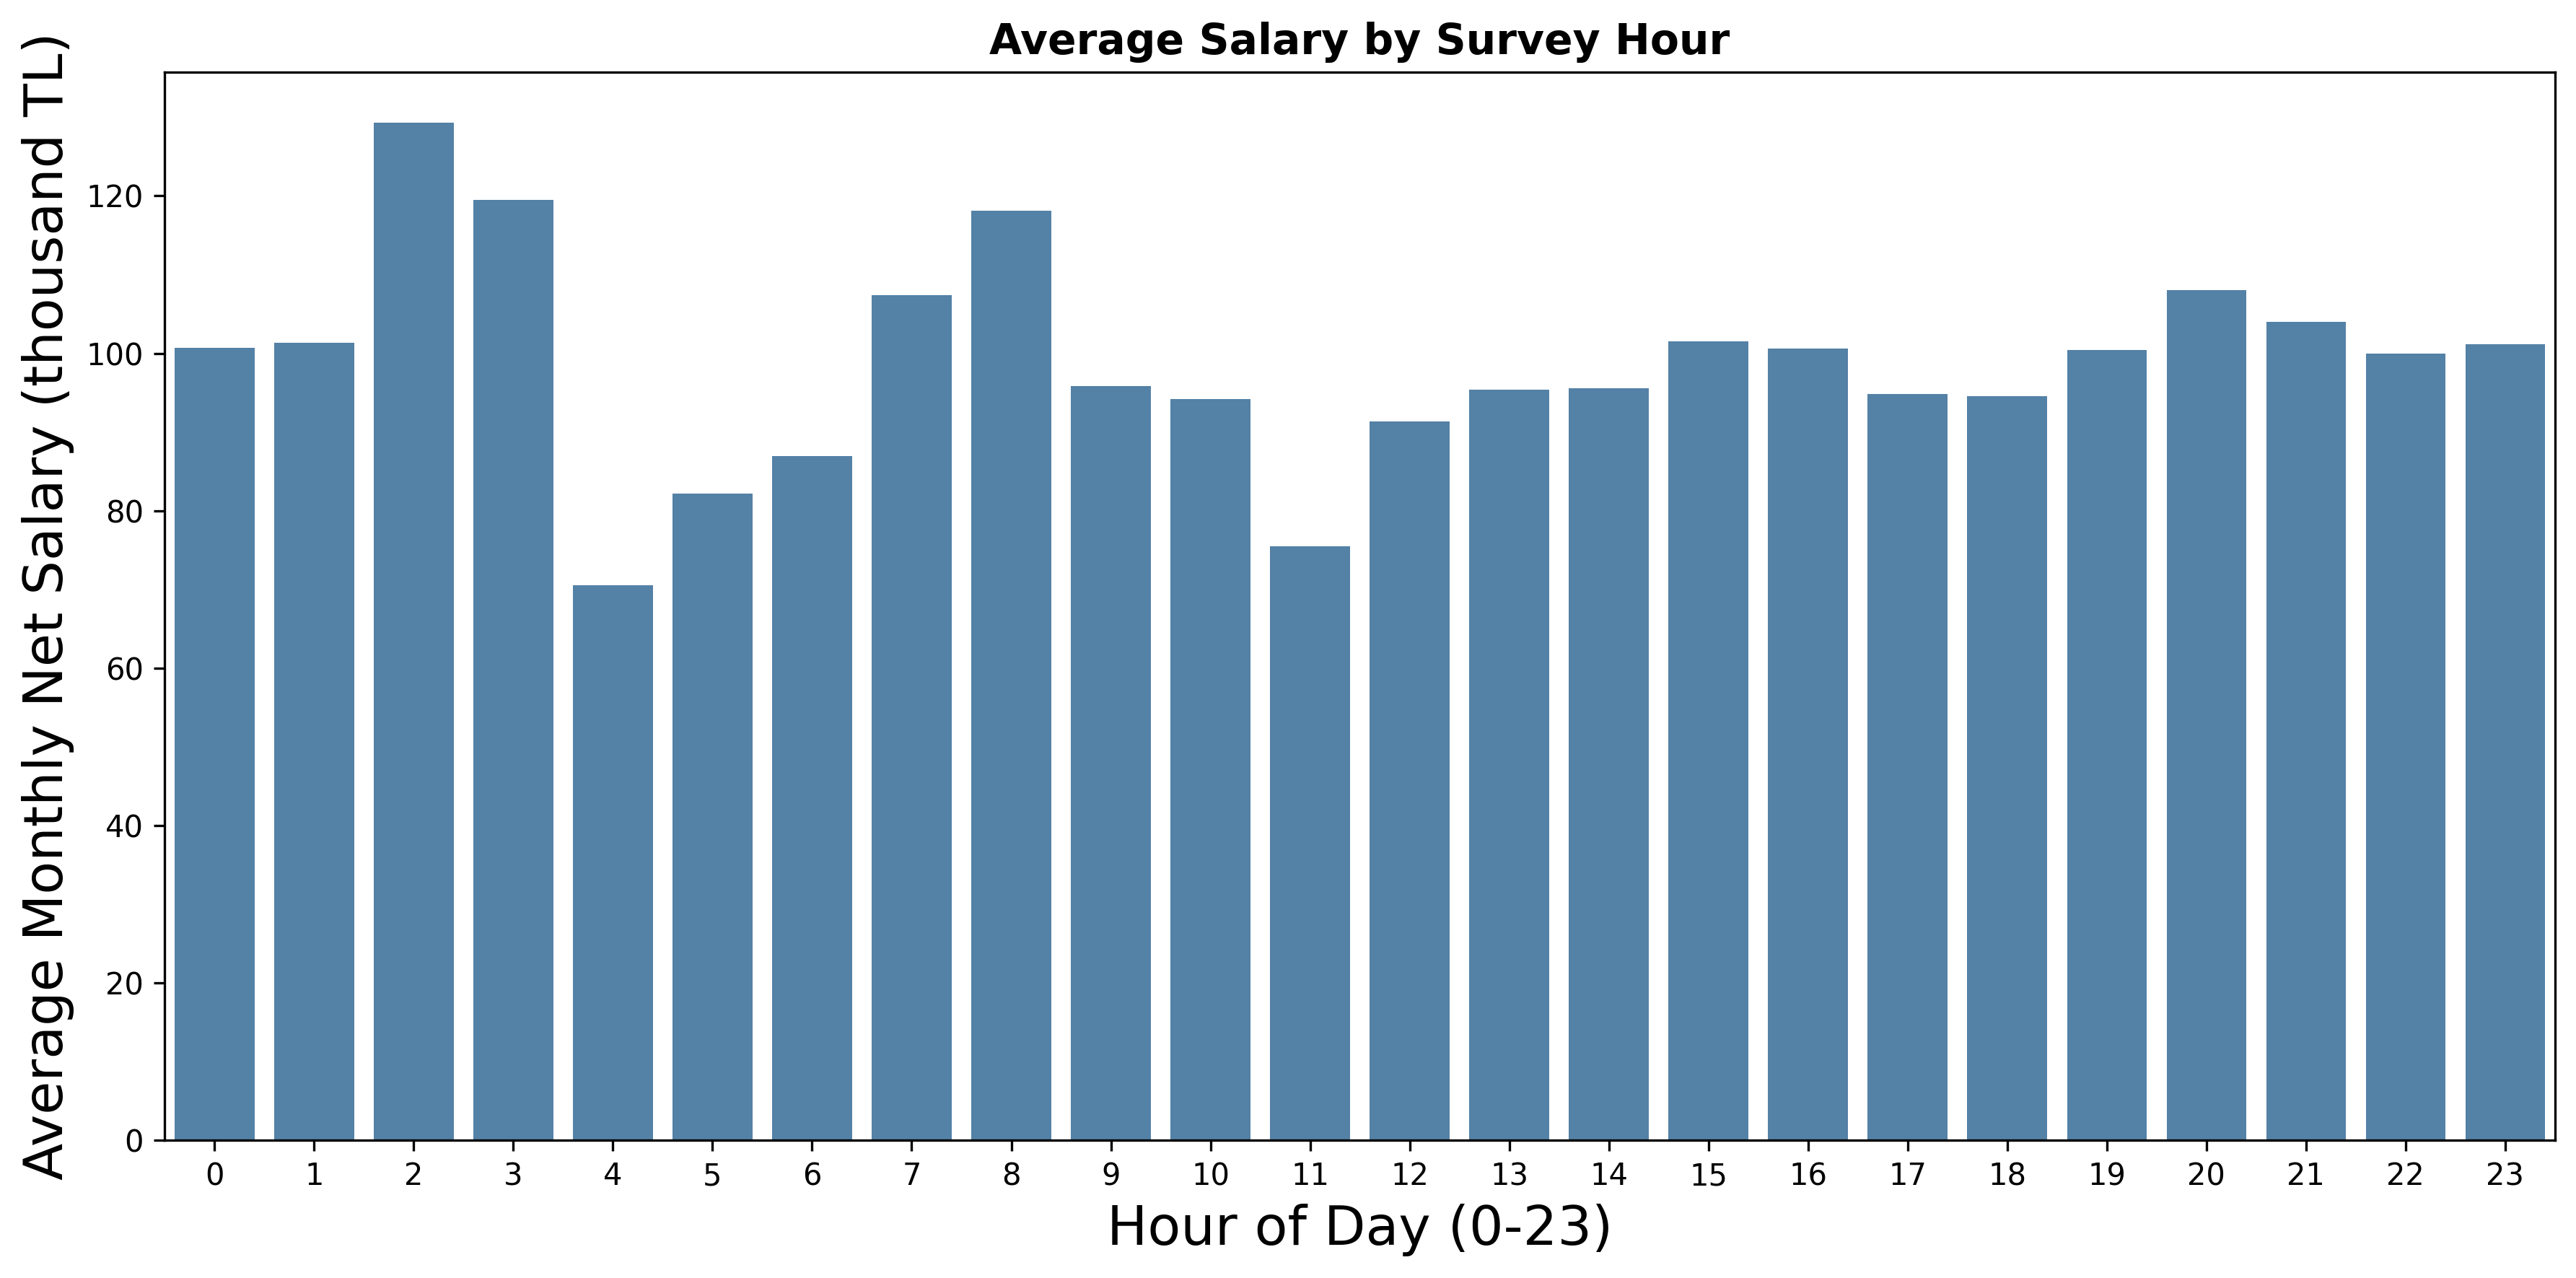 Average Salary by Survey Hour
Average Monthly Net Salary (thousand TL)
120
100
80
60
40
20
0
0 1 2 3 4 5 6 7 8 9 10 11 12 13 14 15 16 17 18 19 20 21 22 23
Hour of Day (0-23)